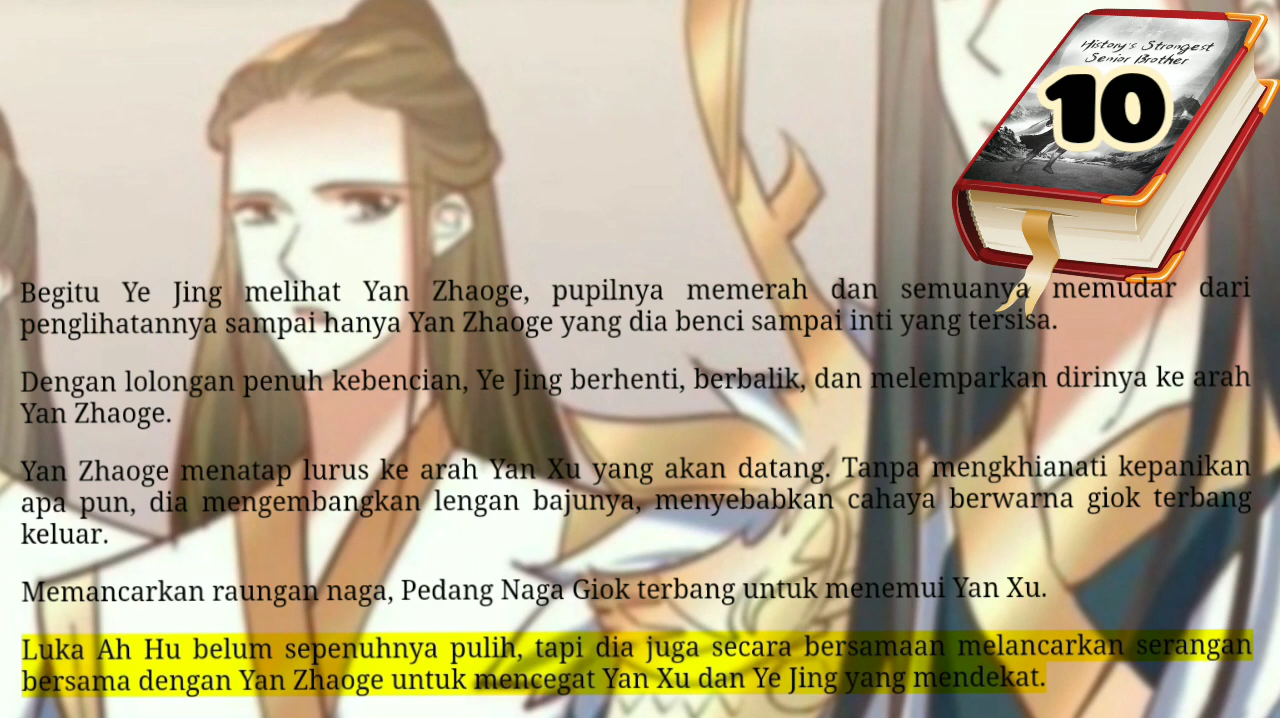 History's Strongest
Senior Brother
10
Begitu Ye Jing melihat Yan Zhaoge, pupilnya memerah dan semuanya memudar dari
penglihatannya sampai hanya Yan Zhaoge yang dia benci sampai inti yang tersisa.
Dengan lolongan penuh kebencian, Ye Jing berhenti, berbalik, dan melemparkan dirinya ke arah
Yan Zhaoge.
Yan Zhaoge menatap lurus ke arah Yan Xu yang akan datang. Tanpa mengkhianati kepanikan
apa pun, dia mengembangkan lengan bajunya, menyebabkan cahaya berwarna giok terbang
keluar.
Memancarkan raungan naga, Pedang Naga Giok terbang untuk menemui Yan Xu.
Luka Ah Hu belum sepenuhnya pulih, tapi dia juga secara bersamaan melancarkan serangan
bersama dengan Yan Zhaoge untuk mencegat Yan Xu dan Ye Jing yang mendekat.